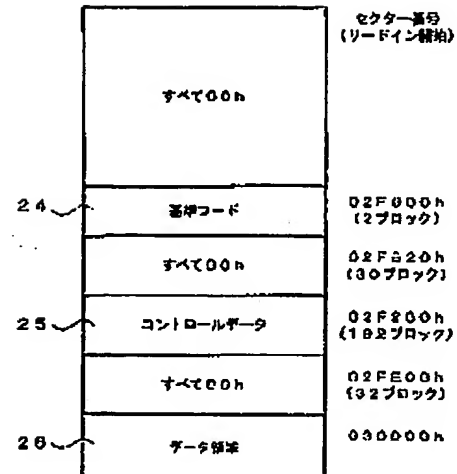 セクター番号
(リードイン開始)
すべて00h
24 基準コード 02F000h
(2ブロック)
すべて00h 02F020h
(30ブロック)
25 コントロールデータ 02F200h
(192ブロック)
すべて00h 02FE00h
(32ブロック)
26 データ領域 030000h